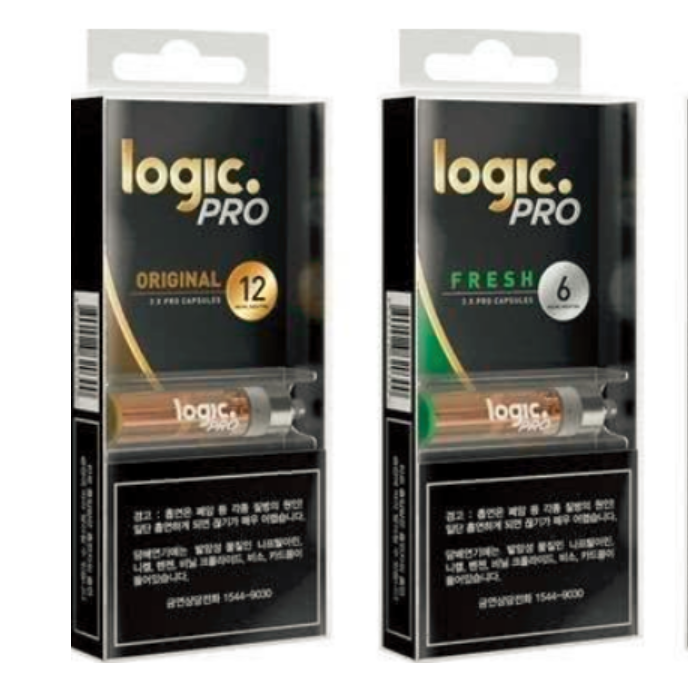 logic.
PRO
ORIGINAL
12
3 X PRO CAPSULES
logic.
PRO
경고 : 흡연은 폐암 등 각종 질병의 원인!
일단 흡연하게 되면 끊기가 매우 어렵습니다.
담배연기에는 발암성 물질인 나프틸아민,
니켈, 벤젠, 비닐 크롤라이드, 비소, 카드뮴이
들어있습니다.
금연상담전화 1544-9030
logic.
PRO
FRESH
6
3 X PRO CAPSULES
logic.
PRO
경고 : 흡연은 폐암 등 각종 질병의 원인!
일단 흡연하게 되면 끊기가 매우 어렵습니다.
담배연기에는 발암성 물질인 나프틸아민,
니켈, 벤젠, 비닐 크롤라이드, 비소, 카드뮴이
들어있습니다.
금연상담전화 1544-9030